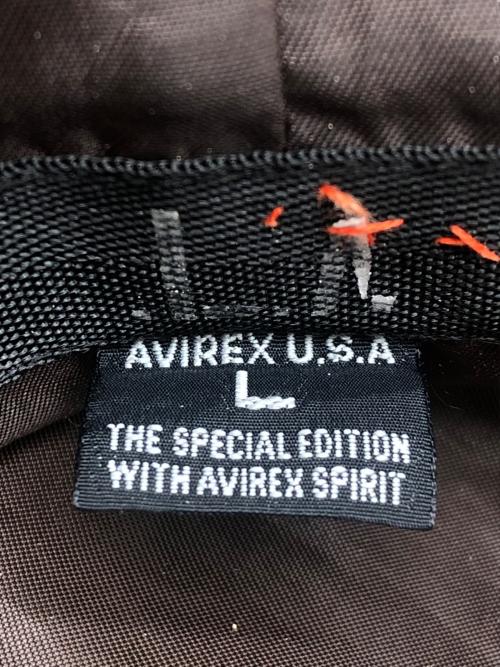 AVIREX U.S.A
L
THE SPECIAL EDITION
WITH AVIREX SPIRIT